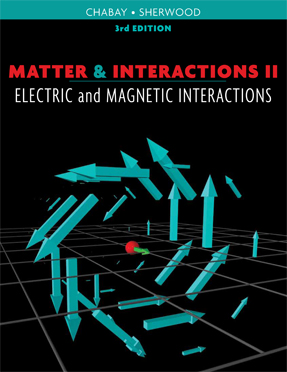 CHABAY • SHERWOOD
3rd EDITION
MATTER & INTERACTIONS II
ELECTRIC and MAGNETIC INTERACTIONS